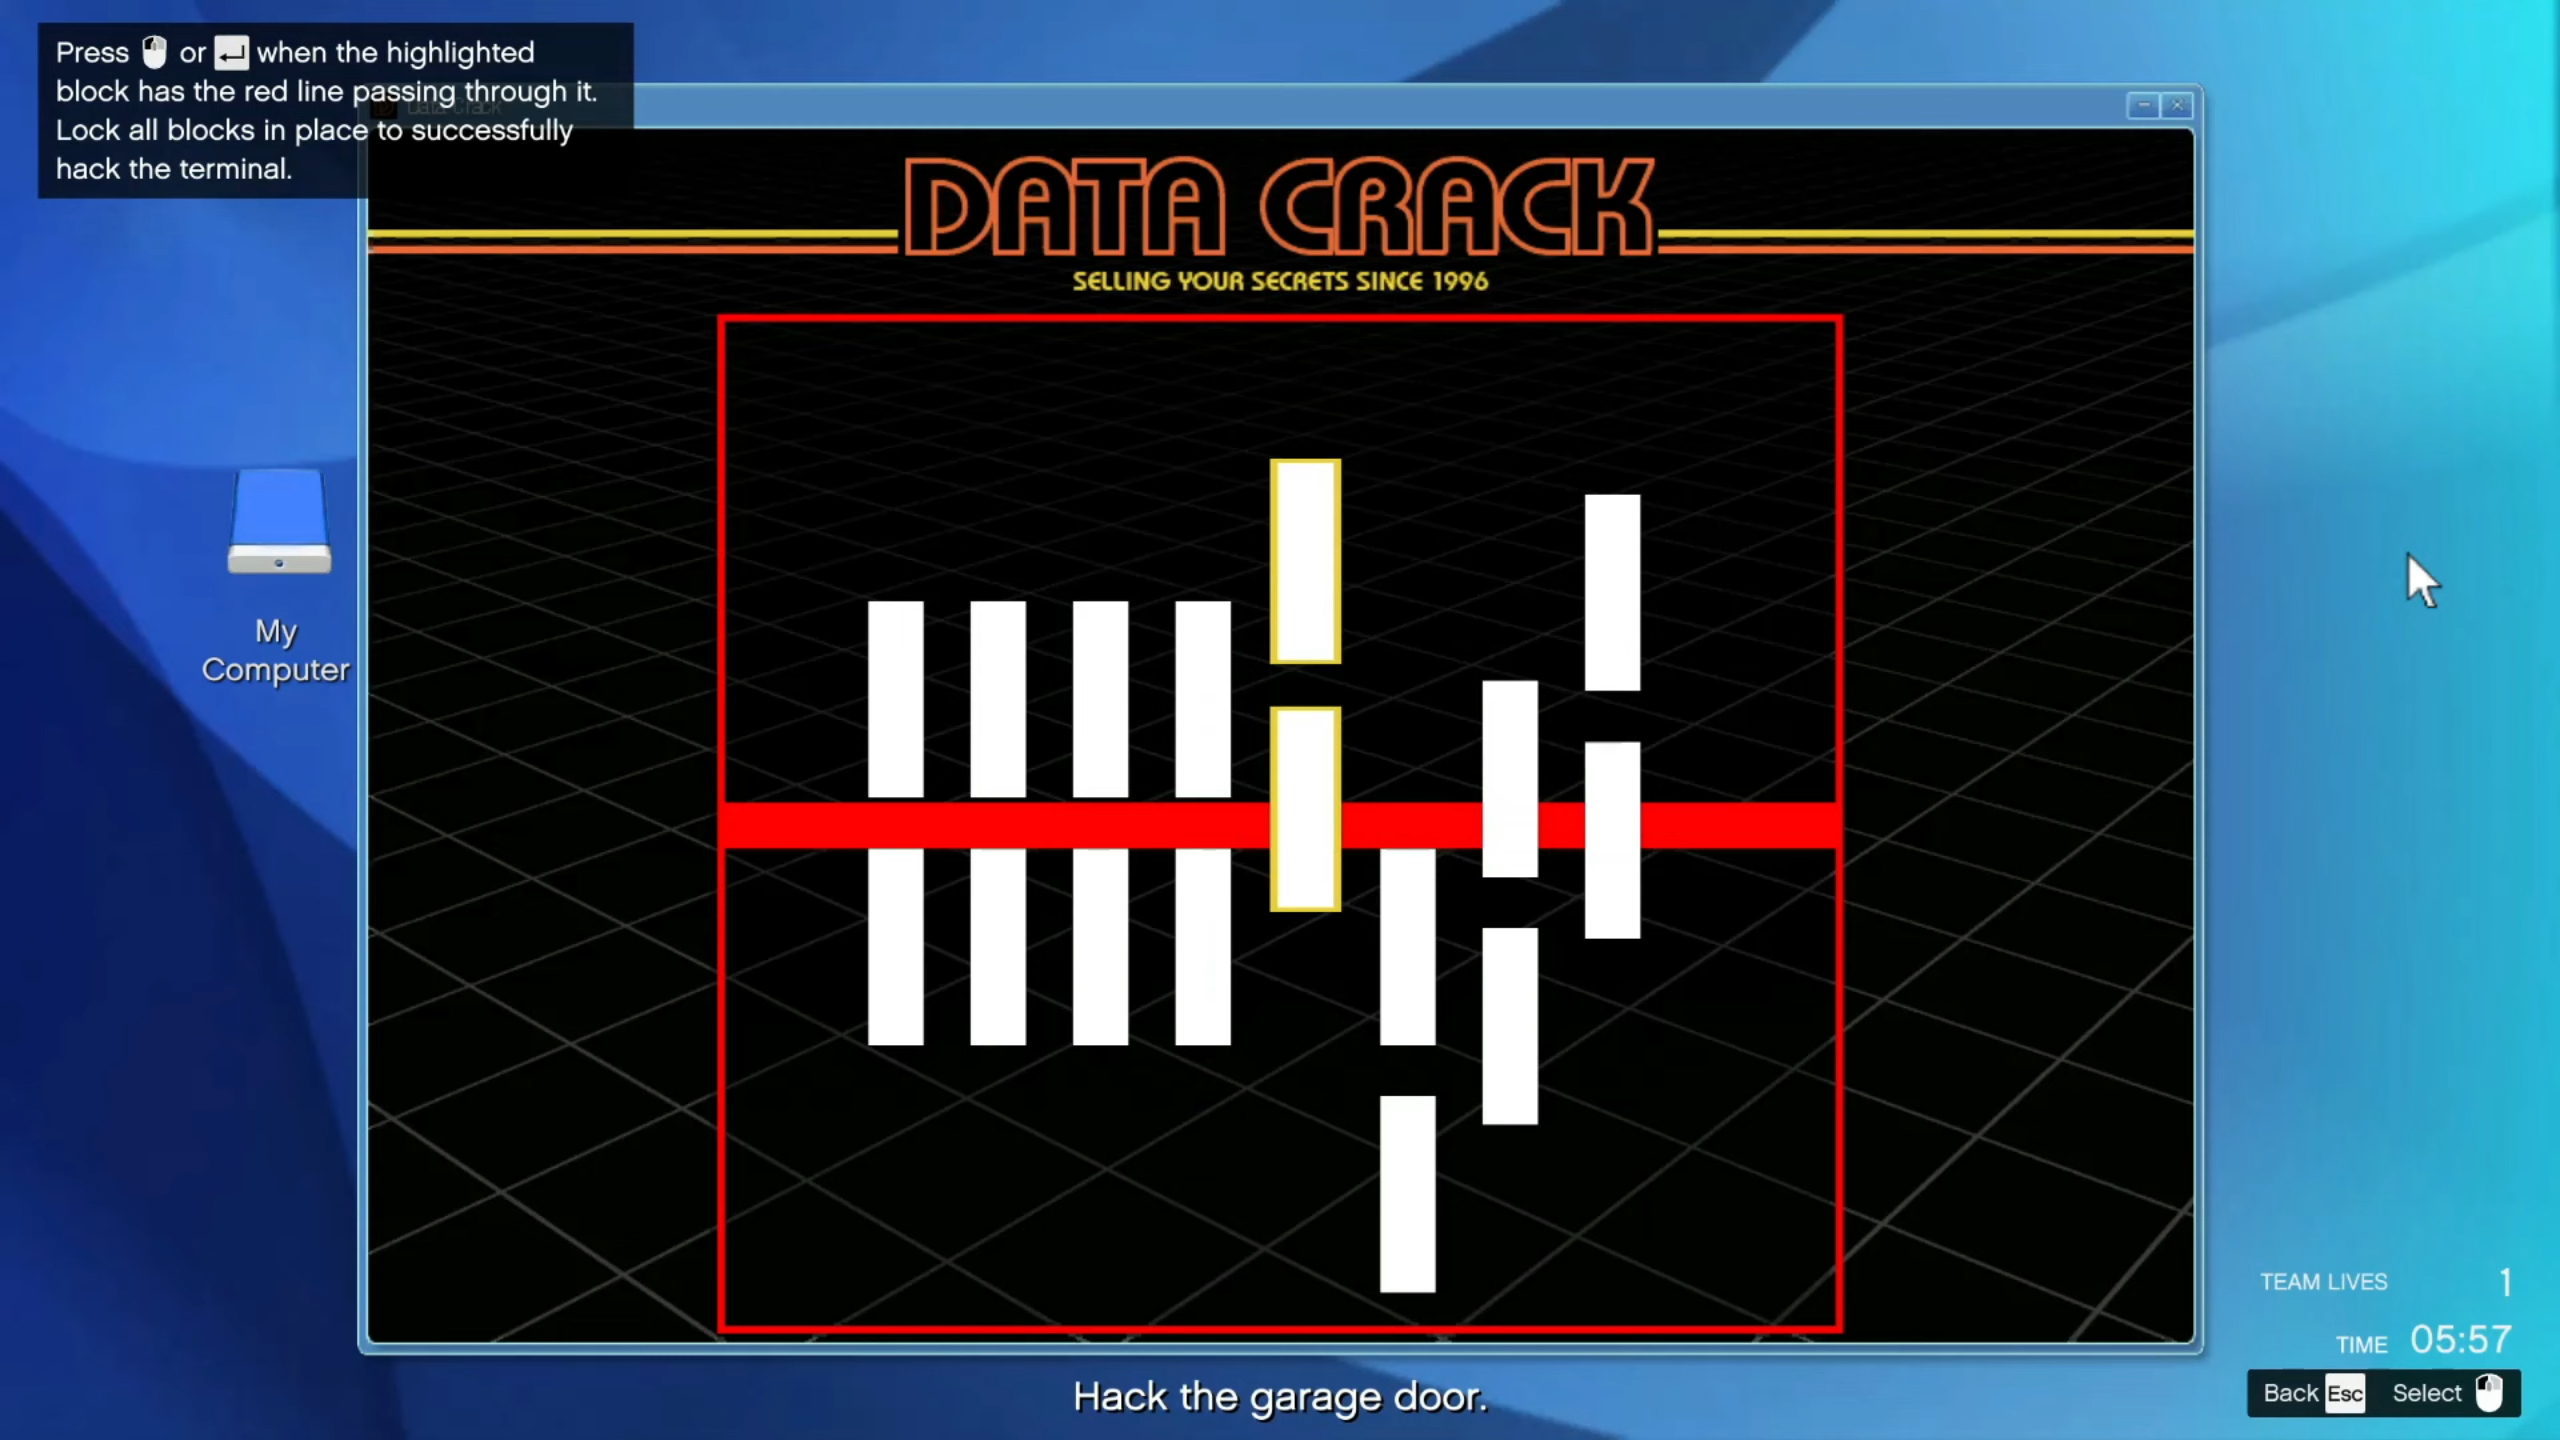 Press or when the highlighted
block has the red line passing through it.
Lock all blocks in place to successfully
hack the terminal.
Data Crack
DATA CRACK
SELLING YOUR SECRETS SINCE 1996
My
Computer
TEAM LIVES 1
TIME 05:57
Hack the garage door.
Back Esc Select